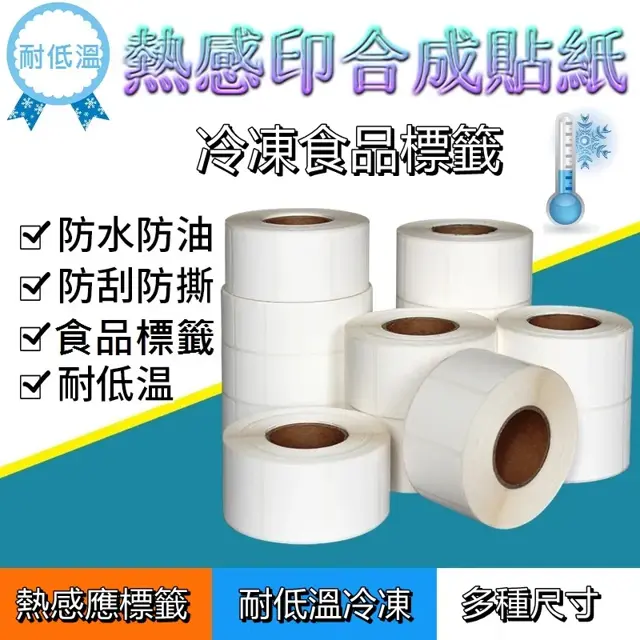 耐低溫
熱感印合成貼紙
冷凍食品標籤
防水防油
防刮防撕
食品標籤
耐低溫
熱感應標籤
耐低溫冷凍
多種尺寸